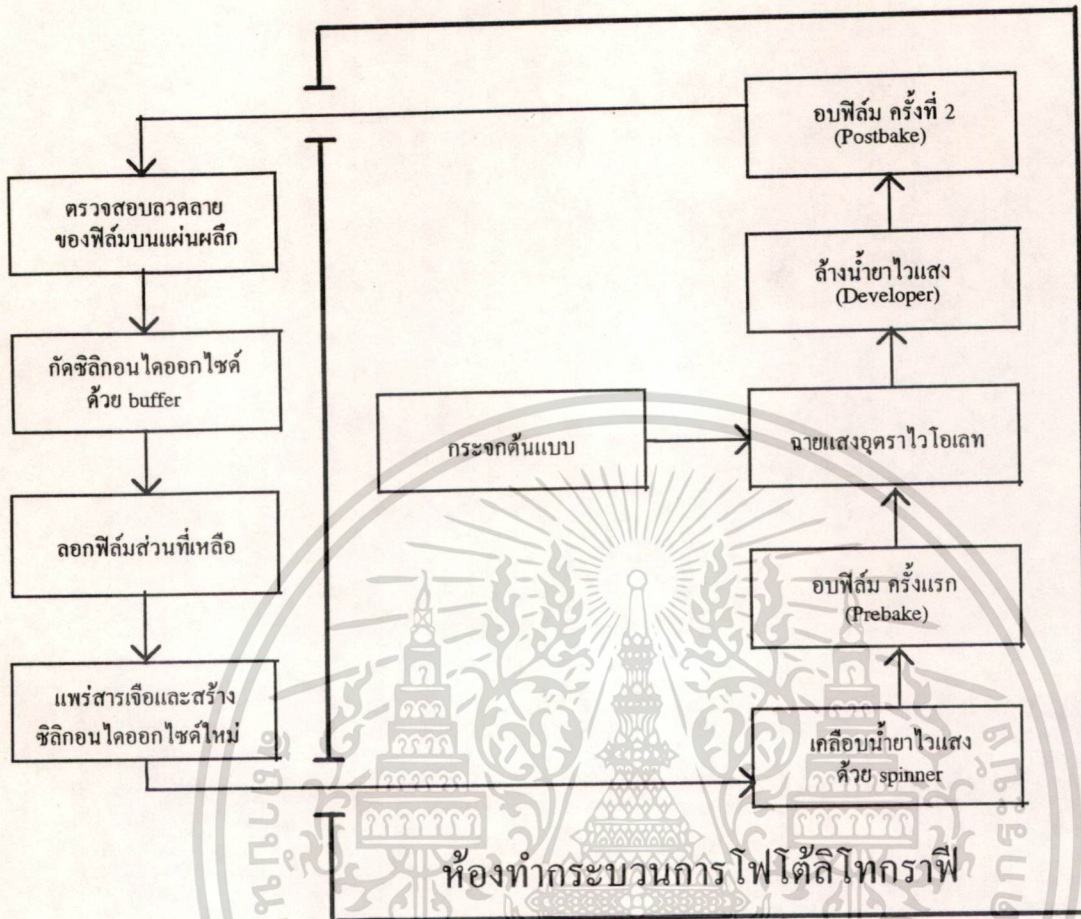 อบฟิล์ม ครั้งที่ 2
(Postbake)
ตรวจสอบลวดลาย
ของฟิล์มบนแผ่นผลึก
ล้างน้ำยาไวแสง
(Developer)
กัดซิลิกอนไดออกไซด์
ด้วย buffer
กระจกต้นแบบ
ฉายแสงอุตราไวโอเลท
ลอกฟิล์มส่วนที่เหลือ
อบฟิล์ม ครั้งแรก
(Prebake)
แพร่สารเจือและสร้าง
ซิลิกอนไดออกไซด์ใหม่
เคลือบน้ำยาไวแสง
ด้วย spinner
ห้องทำกระบวนการโฟโต้ลิโทกราฟี